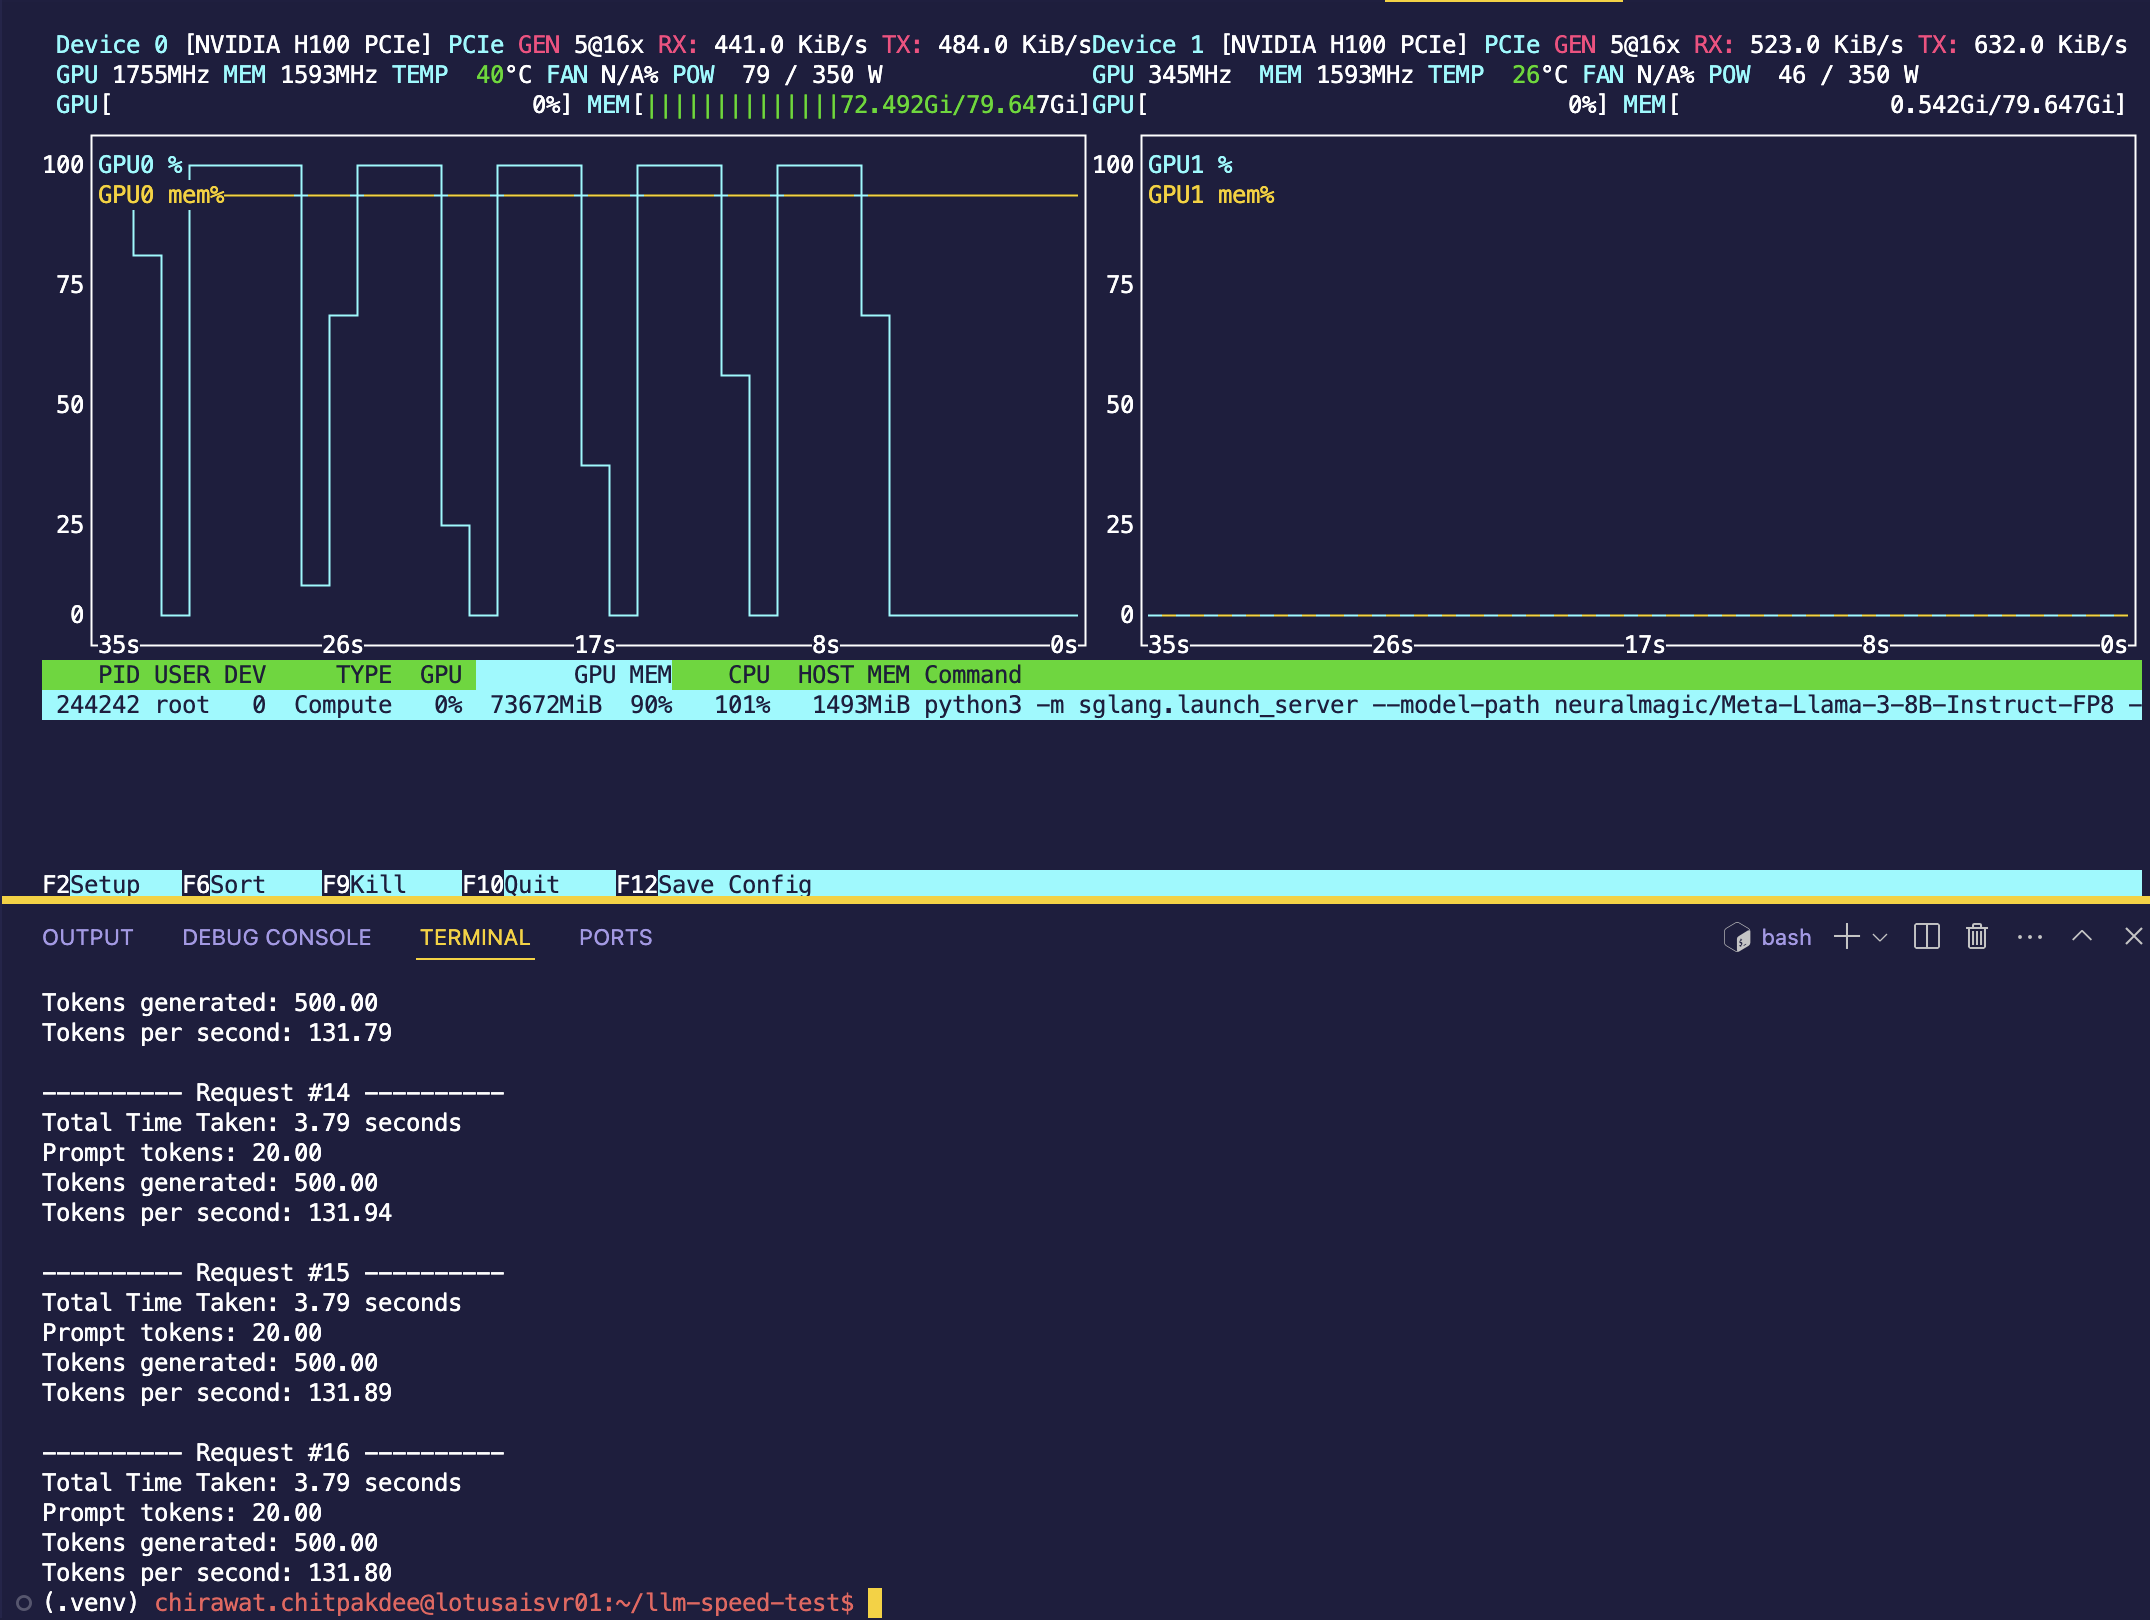 Device 0 [NVIDIA H100 PCIe] PCIe GEN 5@16x RX: 441.0 KiB/s TX: 484.0 KiB/sDevice 1 [NVIDIA H100 PCIe] PCIe GEN 5@16x RX: 523.0 KiB/s TX: 632.0 KiB/s
GPU 1755MHz MEM 1593MHz TEMP  40°C FAN N/A% POW  79 / 350 W GPU 345MHz  MEM 1593MHz TEMP  26°C FAN N/A% POW  46 / 350 W
GPU[ 0%] MEM[||||||||||||||72.492Gi/79.647Gi]GPU[ 0%] MEM[ 0.542Gi/79.647Gi]
100 GPU0 % 100 GPU1 %
GPU0 mem% GPU1 mem%
75 75
50 50
25 25
0 0
35s 26s 17s 8s 0s 35s 26s 17s 8s 0s
PID USER DEV TYPE GPU GPU MEM CPU HOST MEM Command
244242 root 0 Compute 0% 73672MiB 90% 101% 1493MiB python3 -m sglang.launch_server --model-path neuralmagic/Meta-Llama-3-8B-Instruct-FP8 -
F2Setup F6Sort F9Kill F10Quit F12Save Config
OUTPUT DEBUG CONSOLE TERMINAL PORTS bash
Tokens generated: 500.00
Tokens per second: 131.79
---------- Request #14 ----------
Total Time Taken: 3.79 seconds
Prompt tokens: 20.00
Tokens generated: 500.00
Tokens per second: 131.94
---------- Request #15 ----------
Total Time Taken: 3.79 seconds
Prompt tokens: 20.00
Tokens generated: 500.00
Tokens per second: 131.89
---------- Request #16 ----------
Total Time Taken: 3.79 seconds
Prompt tokens: 20.00
Tokens generated: 500.00
Tokens per second: 131.80
(.venv) chirawat.chitpakdee@lotusaisvr01:~/llm-speed-test$